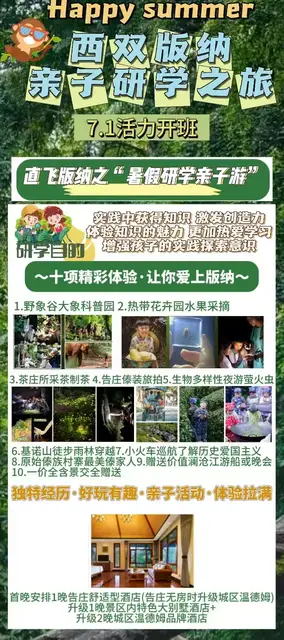 Happy summer
西双版纳
亲子研学之旅
7.1活力开班
直飞版纳之“暑假研学亲子游”
实践中获得知识 激发创造力
体验知识的魅力 更加热爱学习
增强孩子的实践探索意识
研学目的
～十项精彩体验·让你爱上版纳～
1.野象谷大象科普园 2.热带花卉园水果采摘
3.茶庄所采茶制茶 4.告庄傣装旅拍5.生物多样性夜游萤火虫
6.基诺山徒步雨林穿越7.小火车巡航了解历史爱国主义
8.原始傣族村寨最美傣家人9.赠送价值澜沧江游船或晚会
10.一价全含景交全赠送
独特经历·好玩有趣·亲子活动·体验拉满
首晚安排1晚告庄舒适型酒店(告庄无房时升级城区温德姆)
升级1晚景区内特色大别墅酒店+
升级2晚城区温德姆品牌酒店